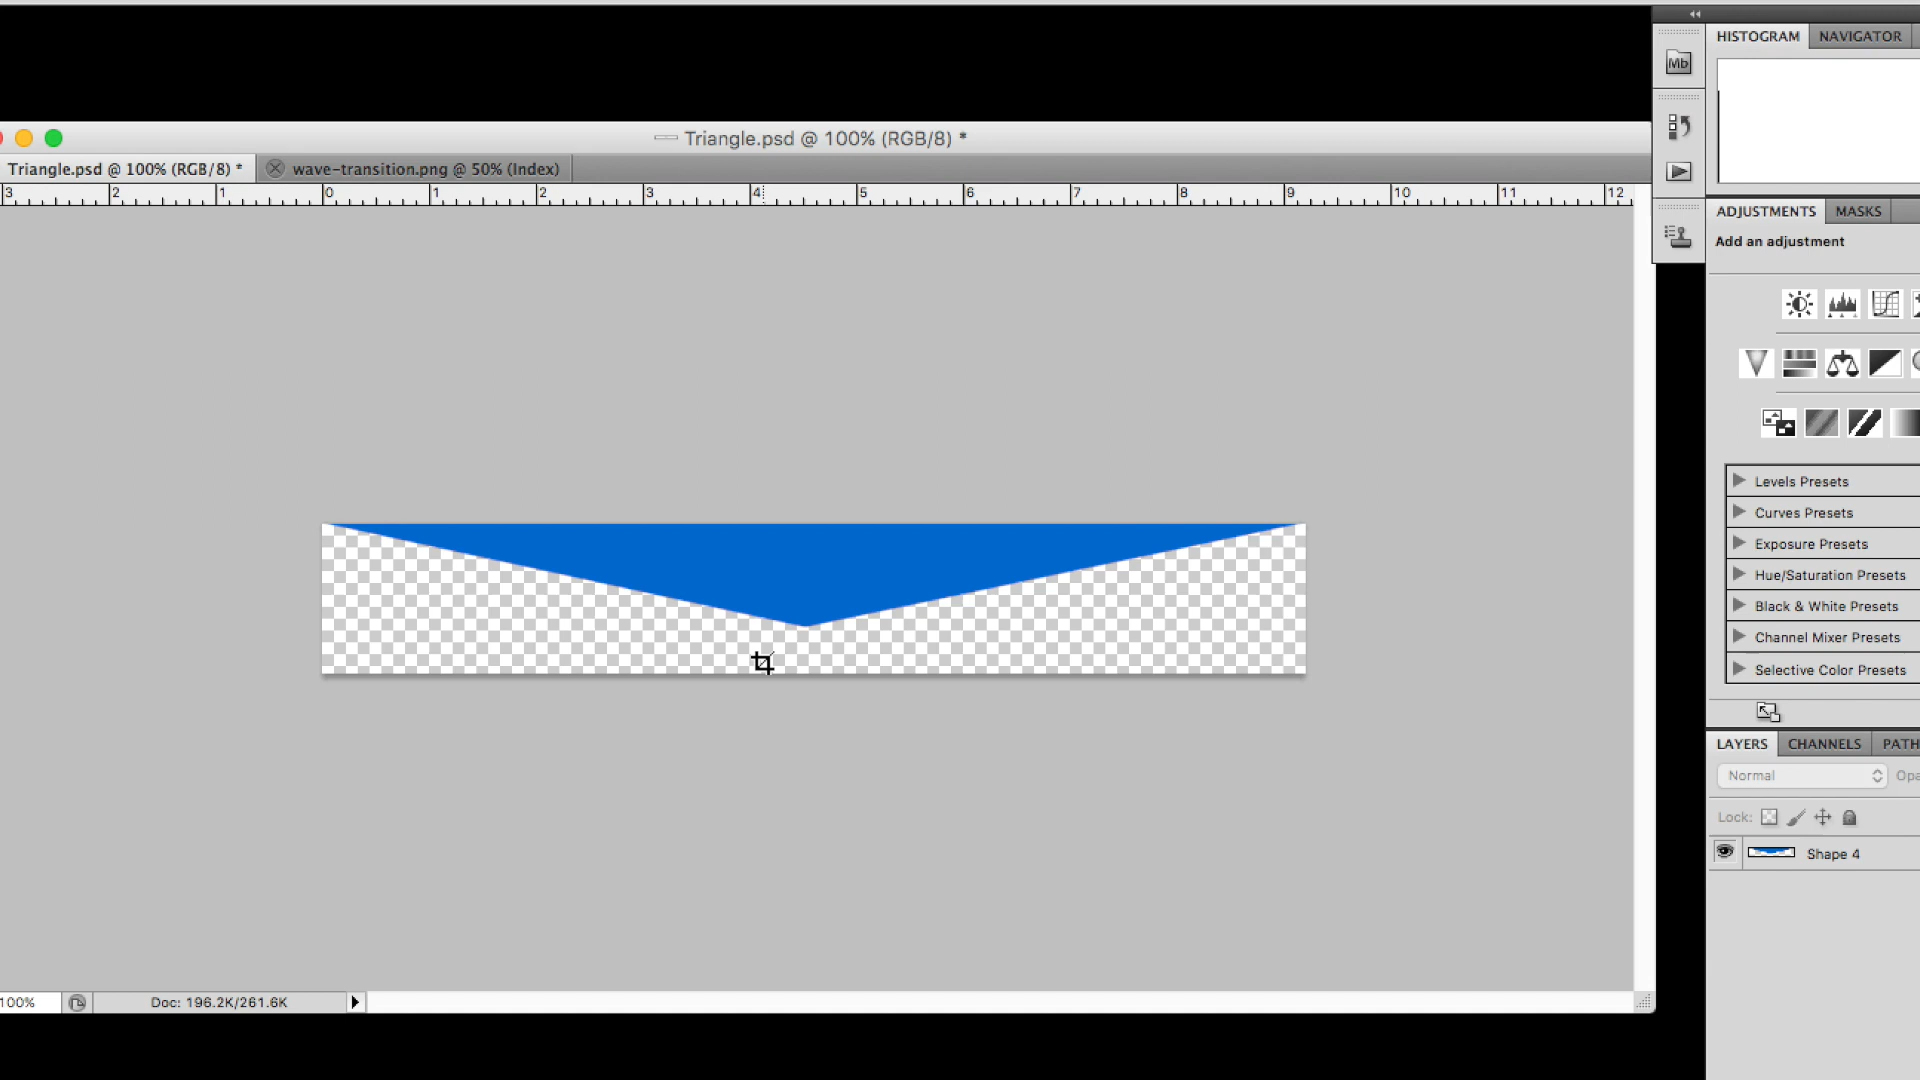 HISTOGRAM NAVIGATOR
Mb
Triangle.psd @ 100% (RGB/8) *
Triangle.psd @ 100% (RGB/8) * wave-transition.png @ 50% (Index)
3 2 1 0 1 2 3 4 5 6 7 8 9 10 11 12
ADJUSTMENTS MASKS
Add an adjustment
Levels Presets
Curves Presets
Exposure Presets
Hue/Saturation Presets
Black & White Presets
Channel Mixer Presets
Selective Color Presets
LAYERS CHANNELS PATH
Normal Opa
Lock:
Shape 4
100% Doc: 196.2K/261.6K